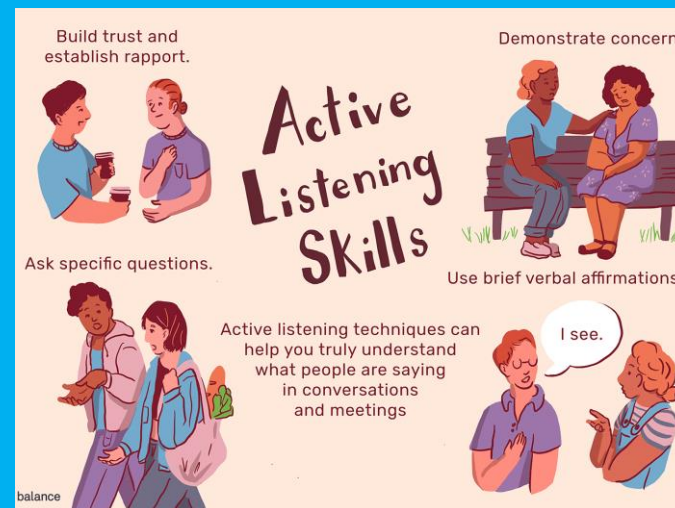 Build trust and
establish rapport.
Demonstrate concern
Active
Listening
Skills
Ask specific questions.
Use brief verbal affirmations
I see.
Active listening techniques can
help you truly understand
what people are saying
in conversations
and meetings
balance